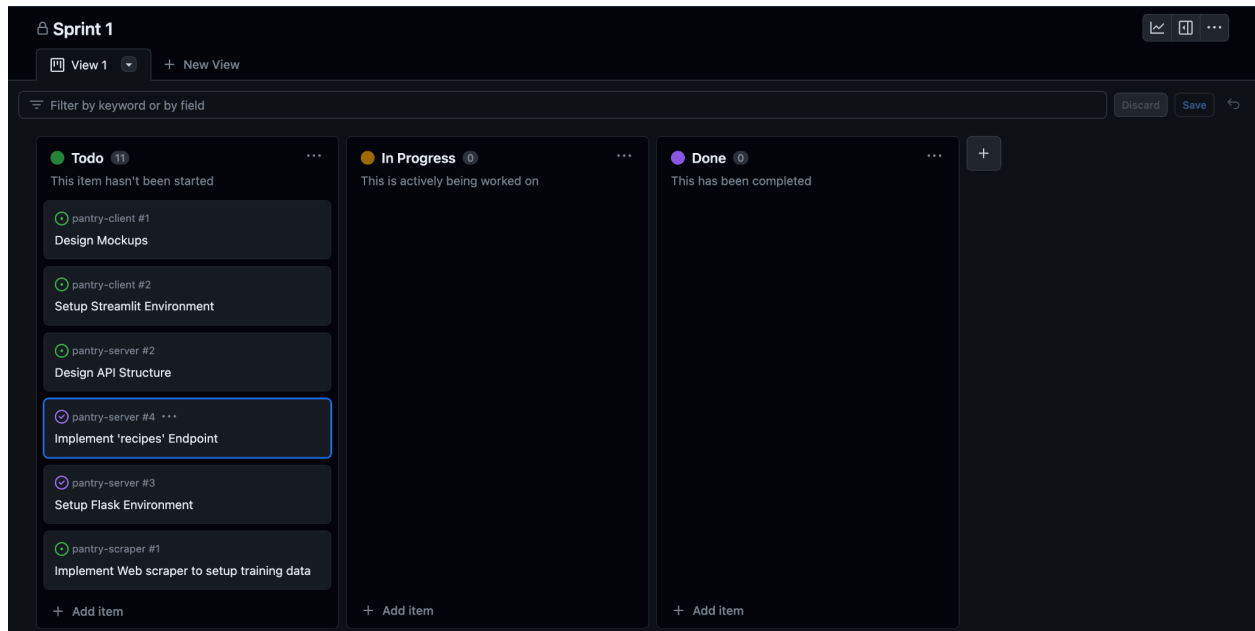 Sprint 1
View 1
New View
Filter by keyword or by field
Discard
Save
Todo 11
This item hasn't been started
pantry-client #1
Design Mockups
pantry-client #2
Setup Streamlit Environment
pantry-server #2
Design API Structure
pantry-server #4
Implement 'recipes' Endpoint
pantry-server #3
Setup Flask Environment
pantry-scraper #1
Implement Web scraper to setup training data
+ Add item
In Progress 0
This is actively being worked on
+ Add item
Done 0
This has been completed
+ Add item